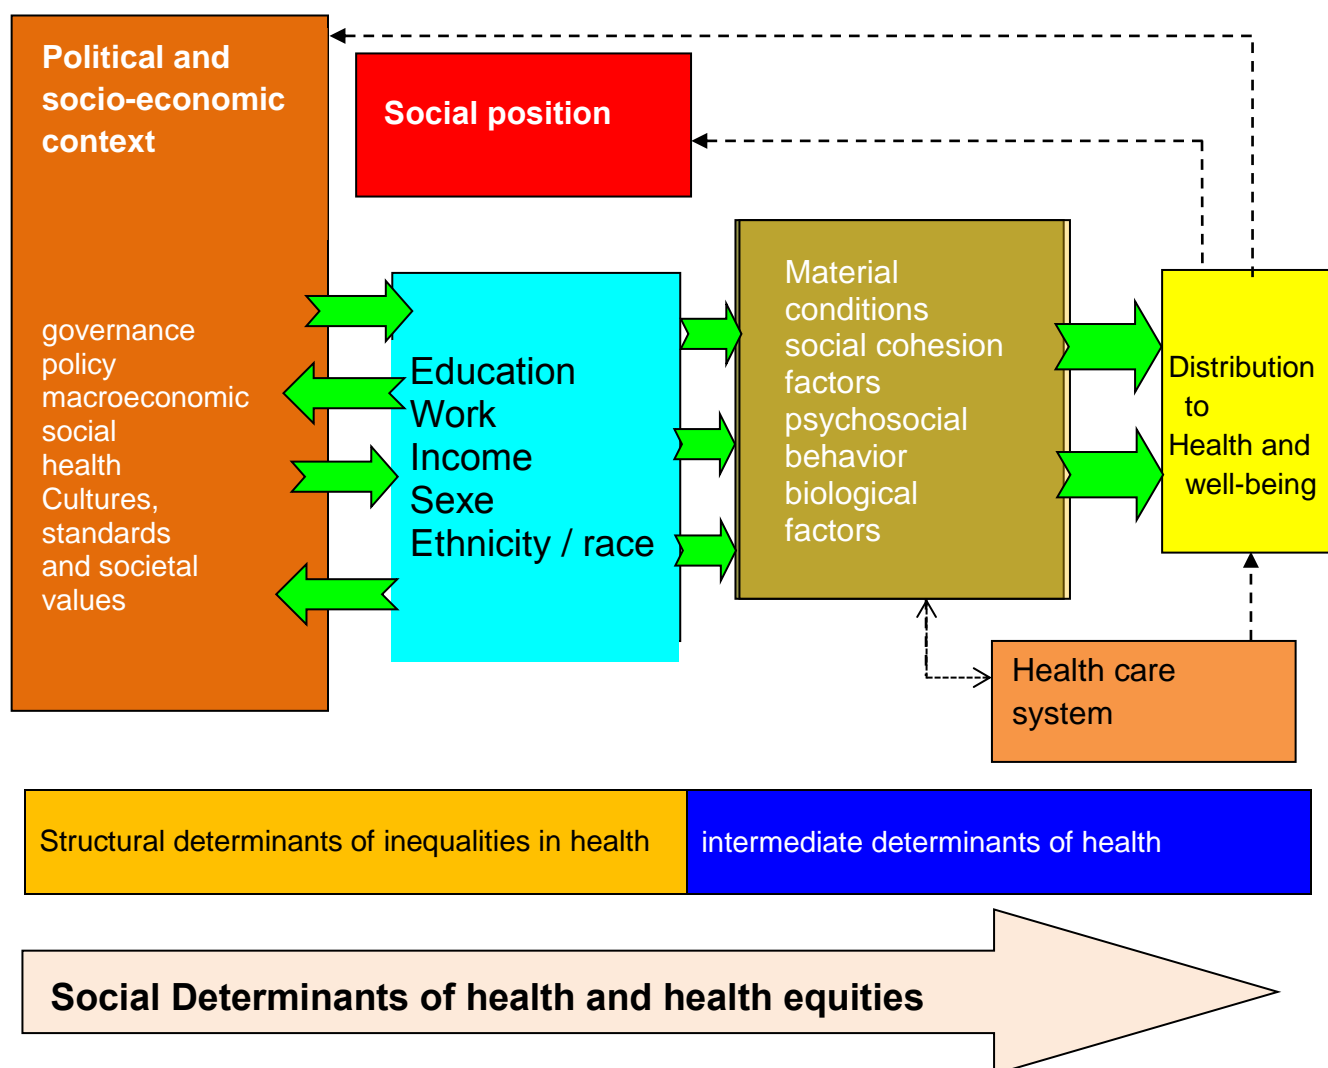 Political and
socio-economic
context
governance
policy
macroeconomic
social
health
Cultures,
standards
and societal
values
Social position
Education
Work
Income
Sexe
Ethnicity / race
Material
conditions
social cohesion
factors
psychosocial
behavior
biological
factors
Distribution
to
Health and
well-being
Health care
system
Structural determinants of inequalities in health
intermediate determinants of health
Social Determinants of health and health equities